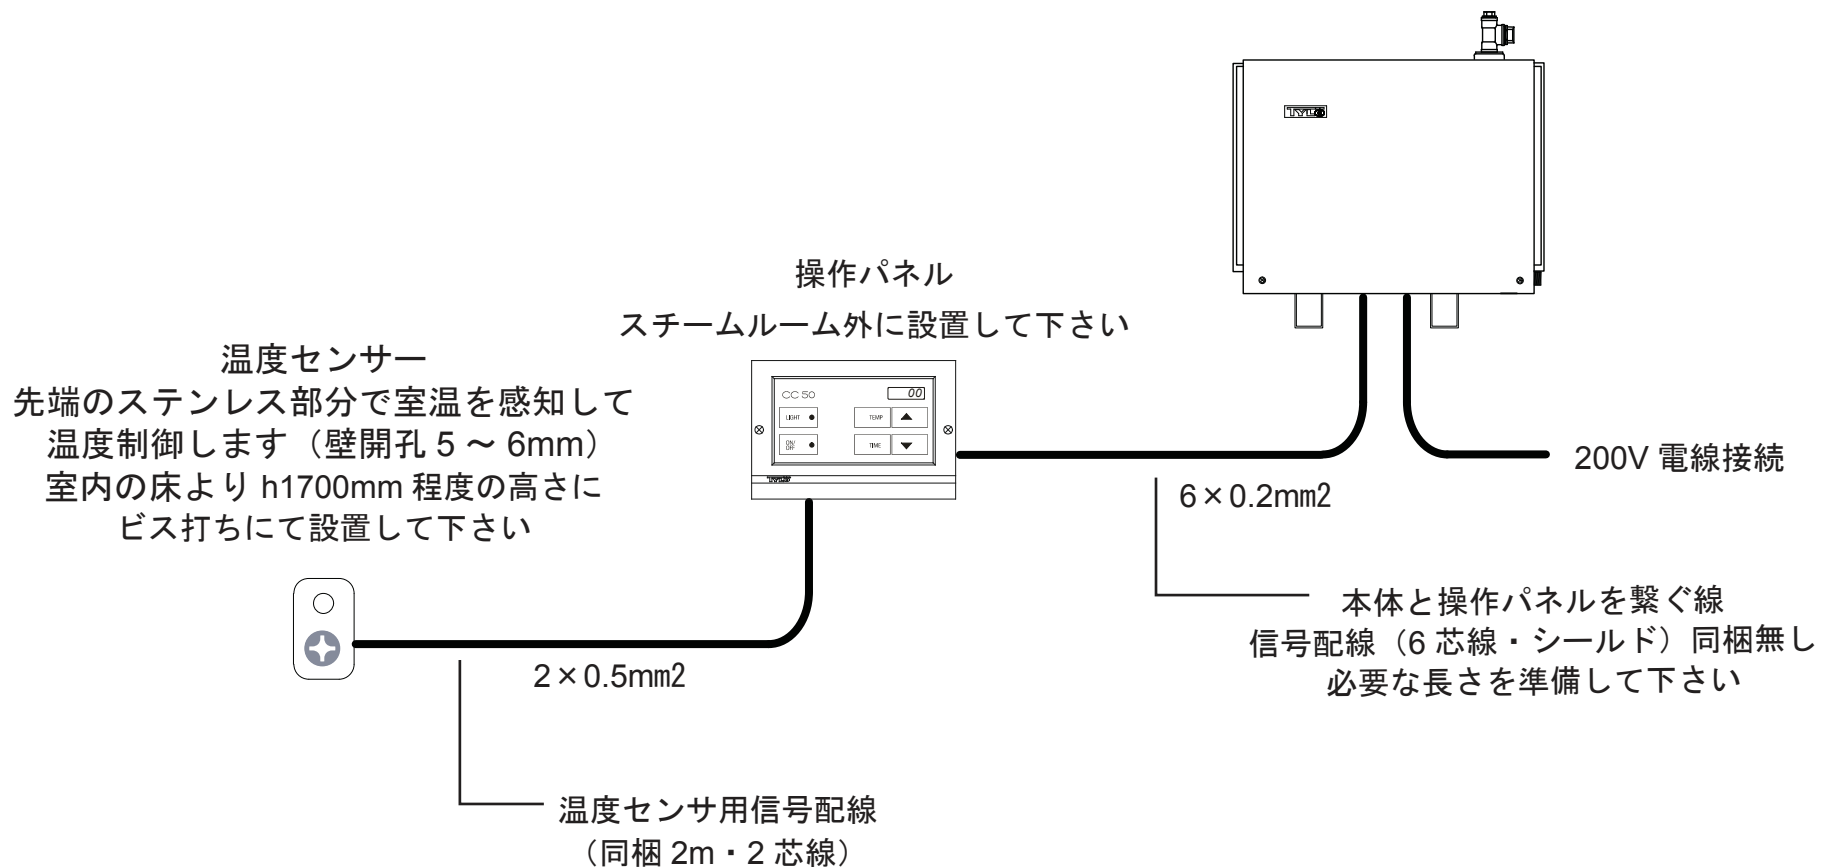 TYLÖ
操作パネル
スチームルーム外に設置して下さい
温度センサー
先端のステンレス部分で室温を感知して
温度制御します（壁開孔 5 ～ 6mm）
室内の床より h1700mm 程度の高さに
ビス打ちにて設置して下さい
CC 50
00
LIGHT
TEMP
ON/
OFF
TIME
TYLÖ
200V 電線接続
6×0.2mm2
本体と操作パネルを繋ぐ線
信号配線（6 芯線・シールド）同梱無し
必要な長さを準備して下さい
2×0.5mm2
温度センサ用信号配線
（同梱 2m・2 芯線）